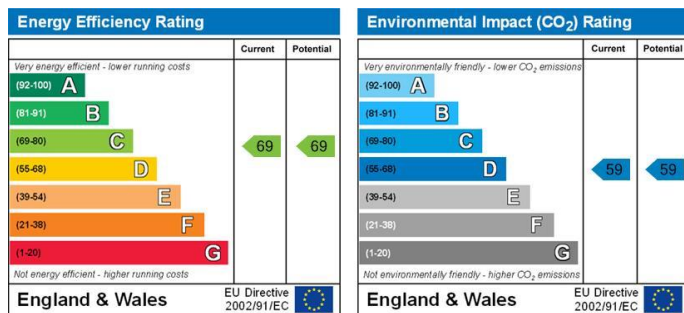 Energy Efficiency Rating
Current Potential
Very energy efficient - lower running costs
(92-100) A
(81-91) B
(69-80) C
69 69
(55-68) D
(39-54) E
(21-38) F
(1-20) G
Not energy efficient - higher running costs
England & Wales
EU Directive
2002/91/EC
Environmental Impact (CO2) Rating
Current Potential
Very environmentally friendly - lower CO2 emissions
(92-100) A
(81-91) B
(69-80) C
(55-68) D
59 59
(39-54) E
(21-38) F
(1-20) G
Not environmentally friendly - higher CO2 emissions
England & Wales
EU Directive
2002/91/EC